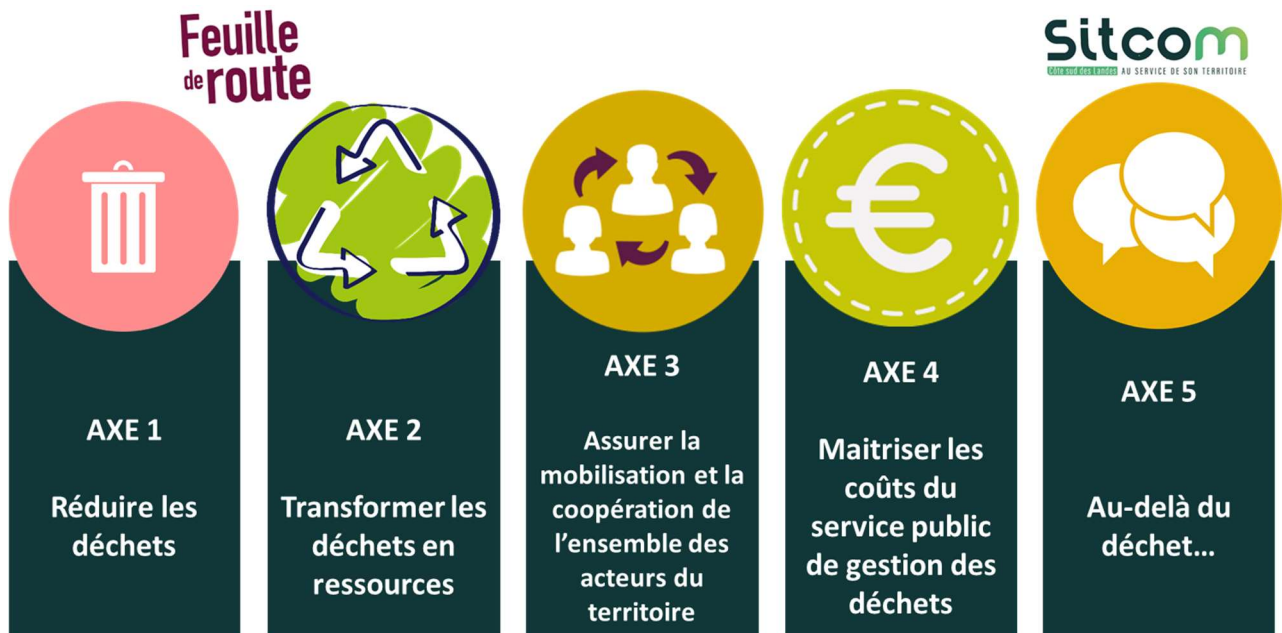 Feuille
de route
Sitcom
Côte sud des Landes AU SERVICE DE SON TERRITOIRE
AXE 1
Réduire les
déchets
AXE 2
Transformer les
déchets en
ressources
AXE 3
Assurer la
mobilisation et la
coopération de
l'ensemble des
acteurs du
territoire
AXE 4
Maitriser les
coûts du
service public
de gestion des
déchets
AXE 5
Au-delà du
déchet...